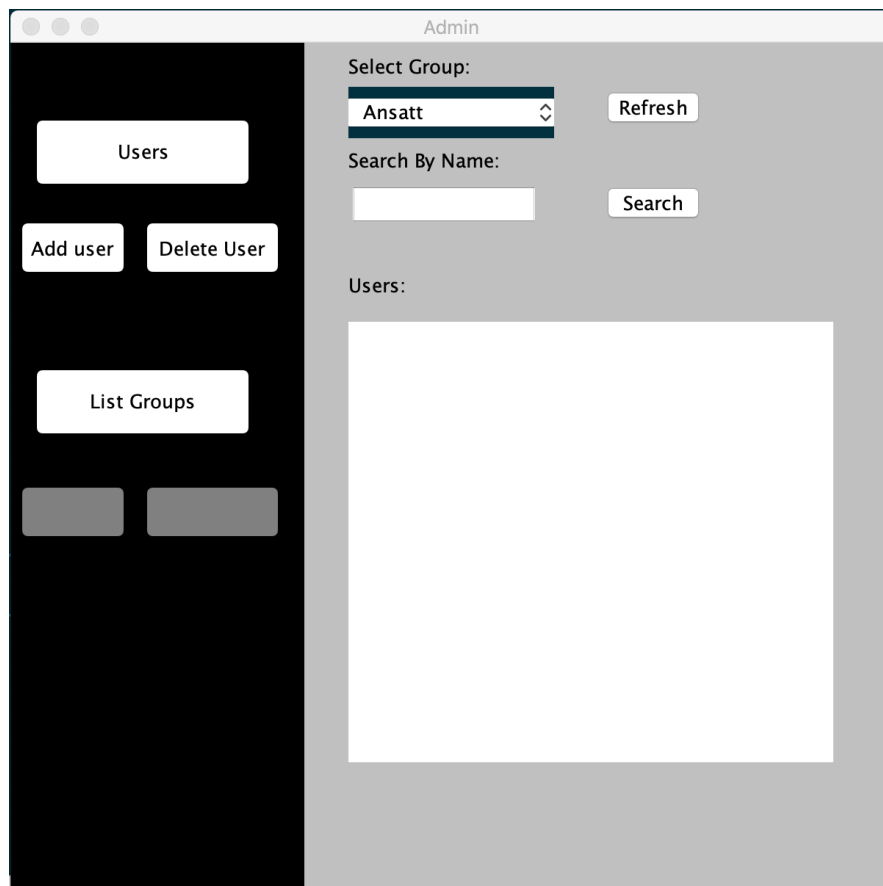 Admin
Users
Add user
Delete User
List Groups
Select Group:
Ansatt
Refresh
Search By Name:
Search
Users: